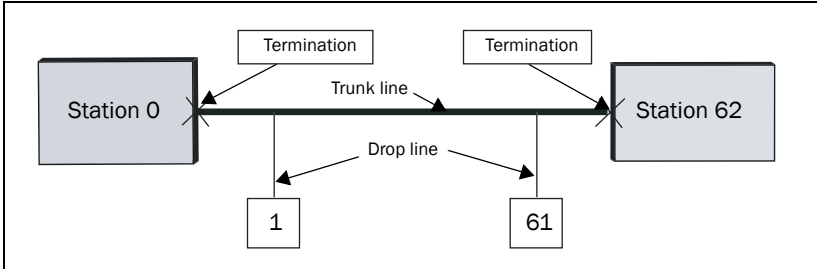 Termination
Termination
Trunk line
Station 0
Station 62
Drop line
1
61